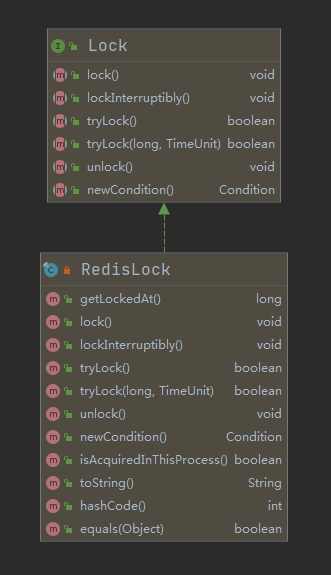 Lock
lock() void
lockInterruptibly() void
tryLock() boolean
tryLock(long, TimeUnit) boolean
unlock() void
newCondition() Condition
RedisLock
getLockedAt() long
lock() void
lockInterruptibly() void
tryLock() boolean
tryLock(long, TimeUnit) boolean
unlock() void
newCondition() Condition
isAcquiredInThisProcess() boolean
toString() String
hashCode() int
equals(Object) boolean